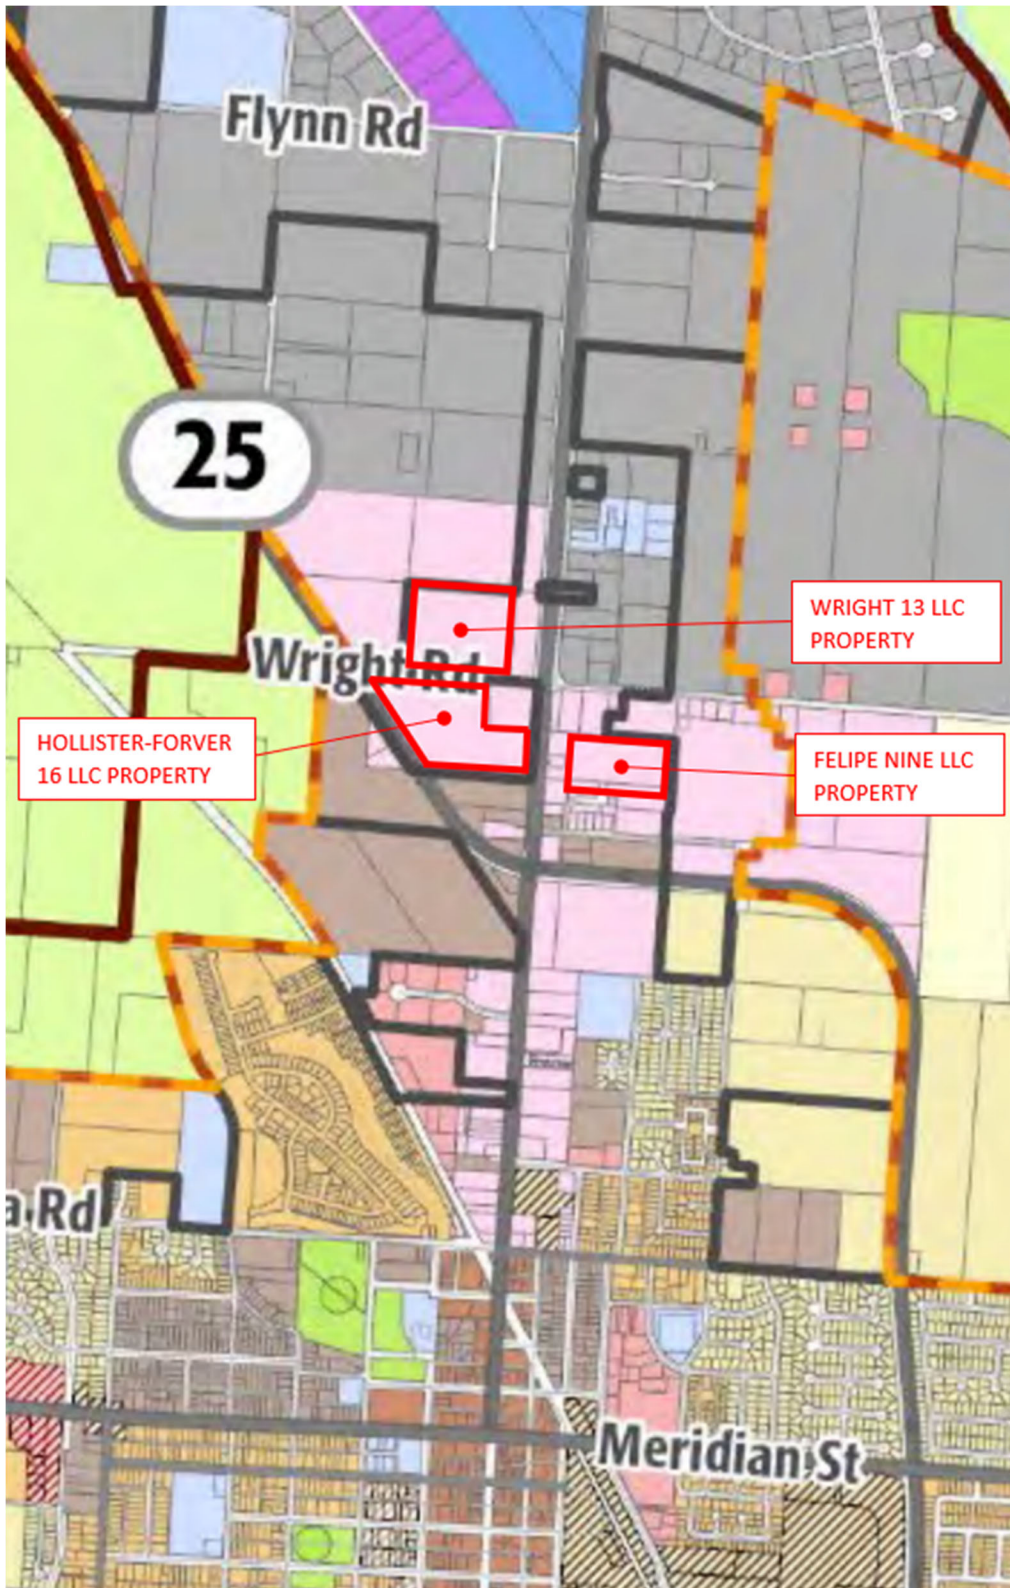 Flynn Rd
25
WRIGHT 13 LLC
PROPERTY
Wright Rd
HOLLISTER-FORVER
16 LLC PROPERTY
FELIPE NINE LLC
PROPERTY
a Rd
Meridian St